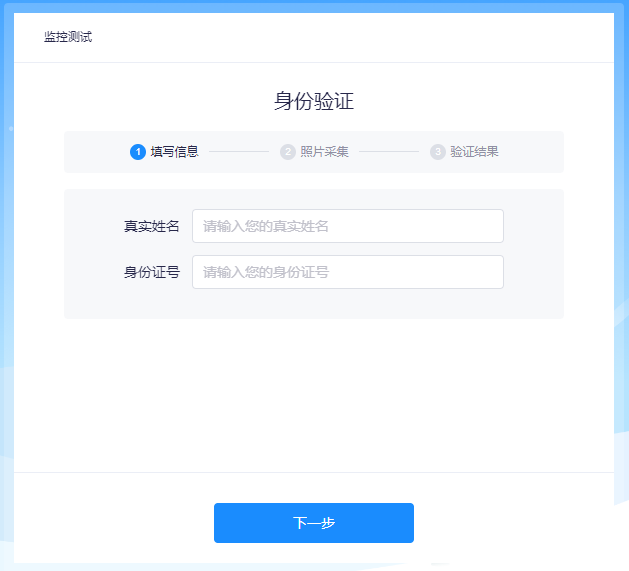 监控测试
身份验证
1 填写信息 2 照片采集 3 验证结果
真实姓名 请输入您的真实姓名
身份证号 请输入您的身份证号
下一步